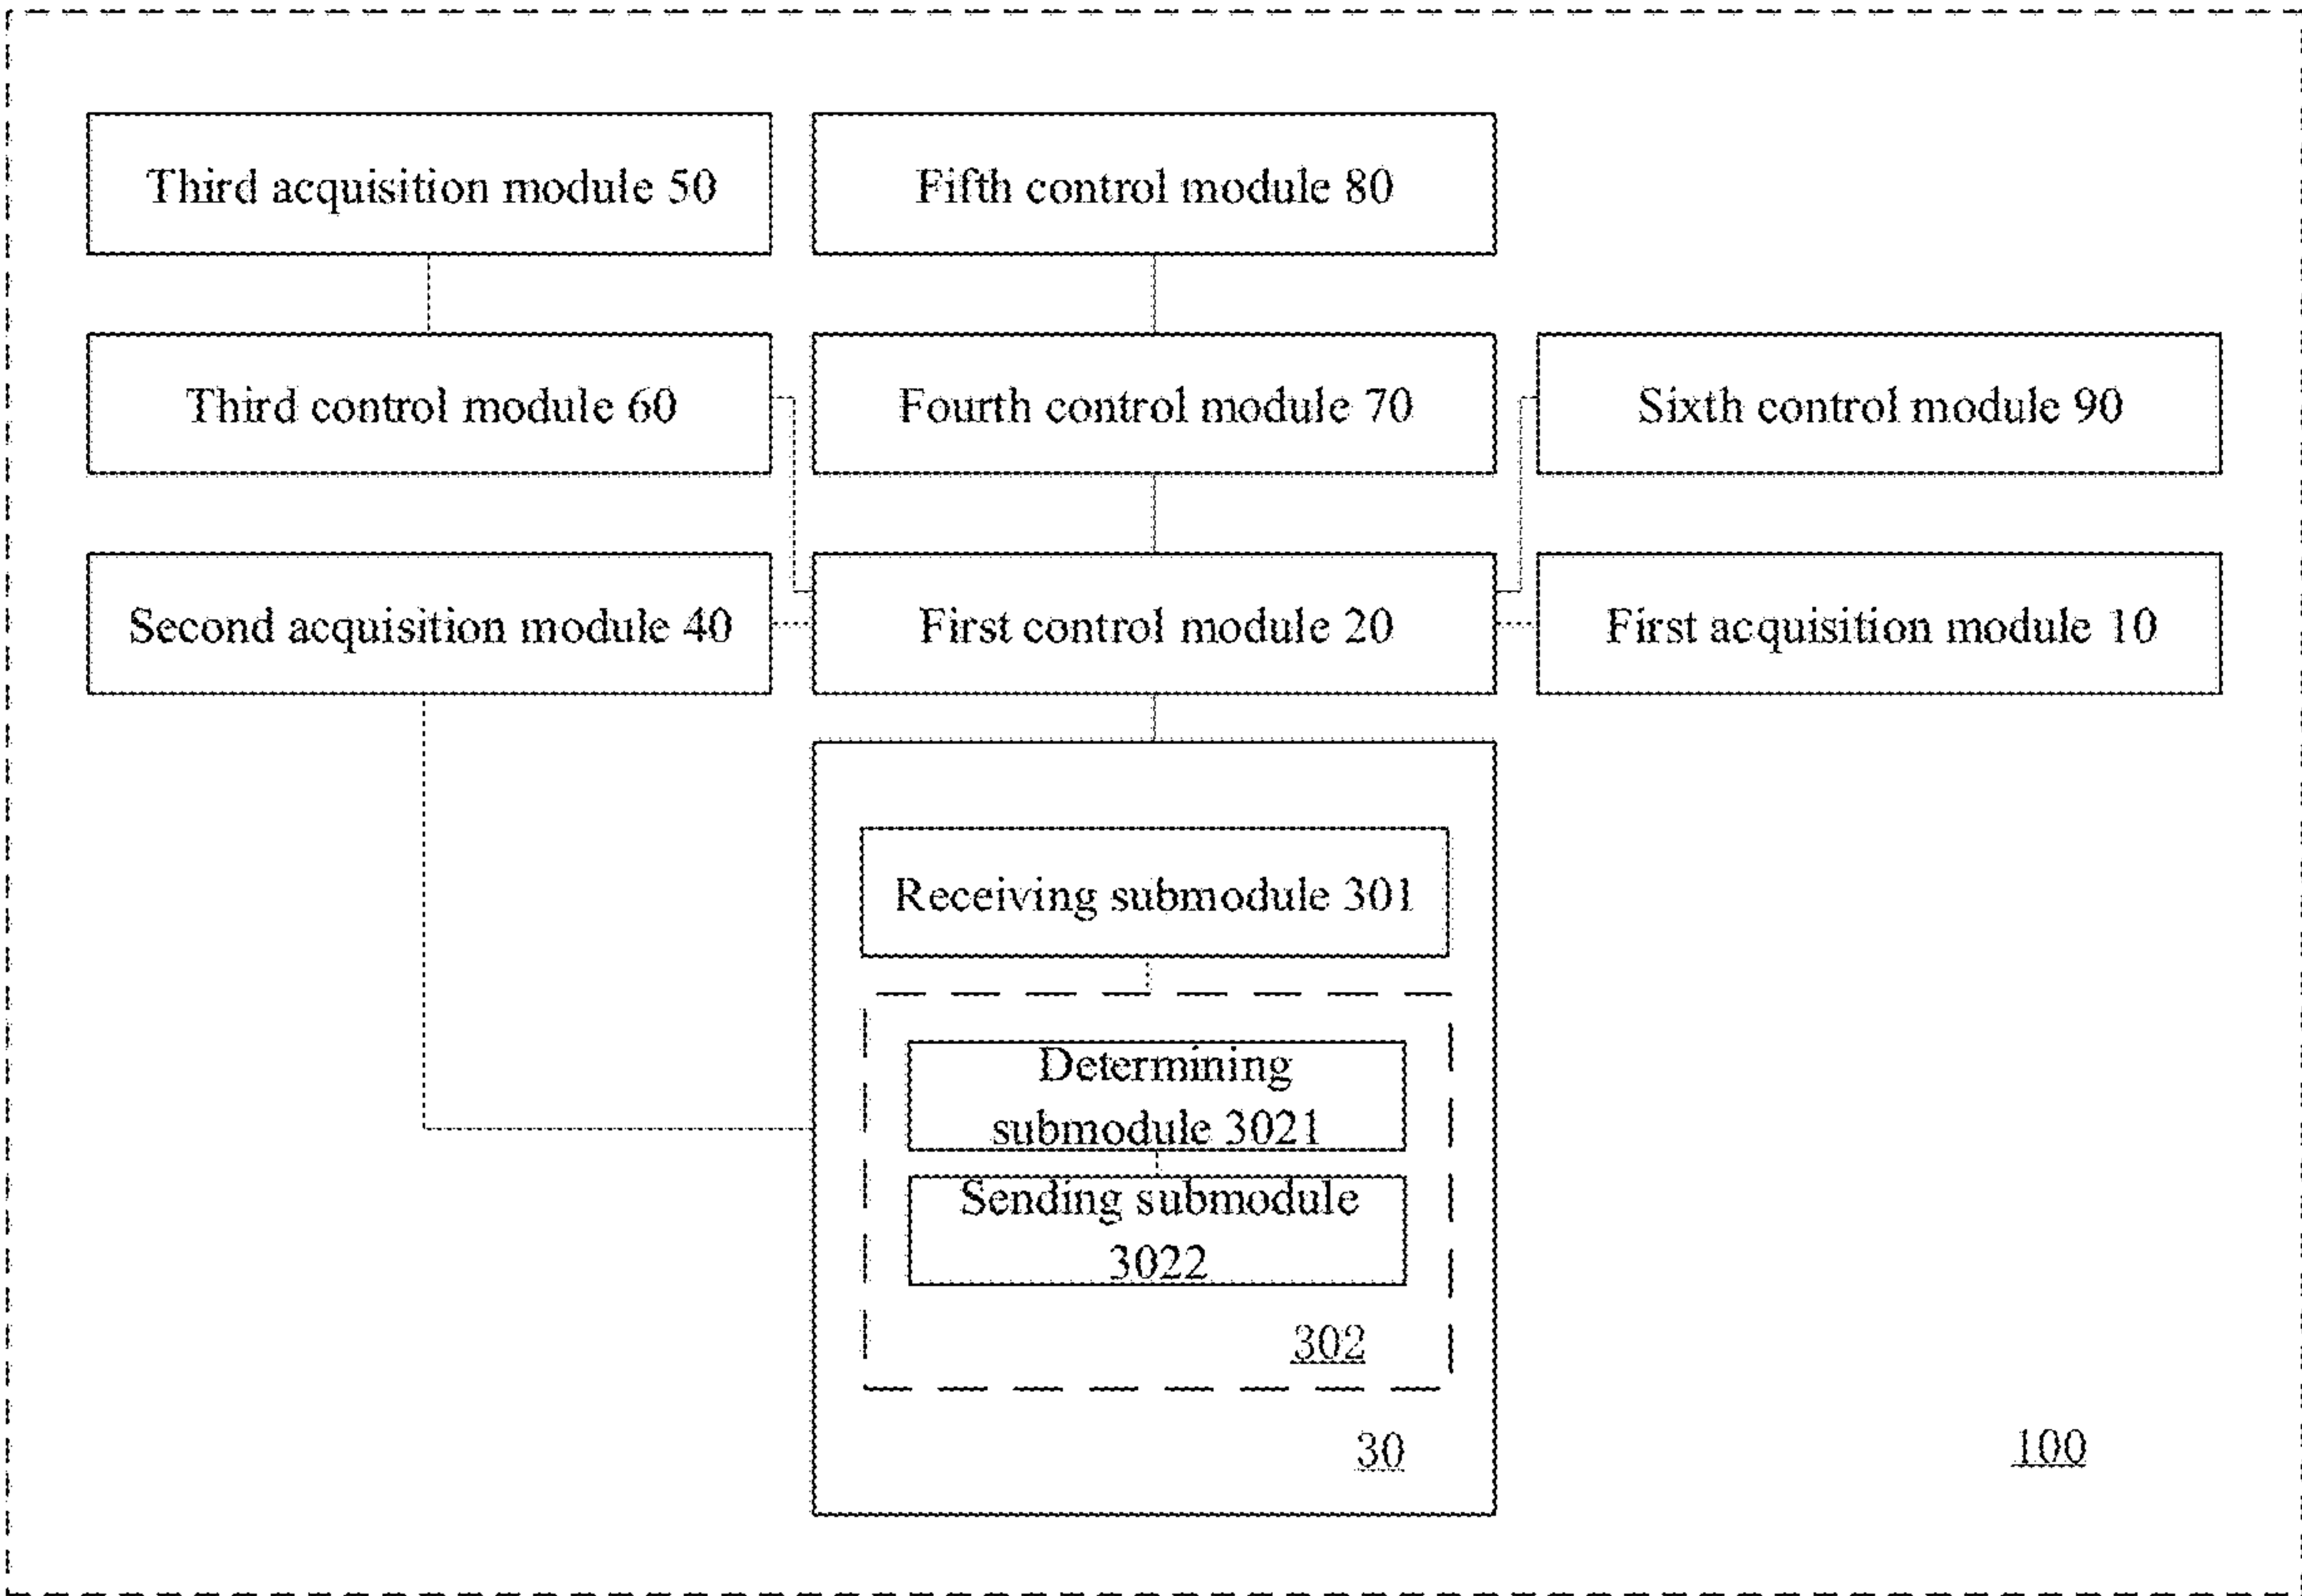 Third acquisition module 50
Fifth control module 80
Third control module 60
Fourth control module 70
Sixth control module 90
Second acquisition module 40
First control module 20
First acquisition module 10
Receiving submodule 301
Determining
submodule 3021
Sending submodule
3022
302
30
100